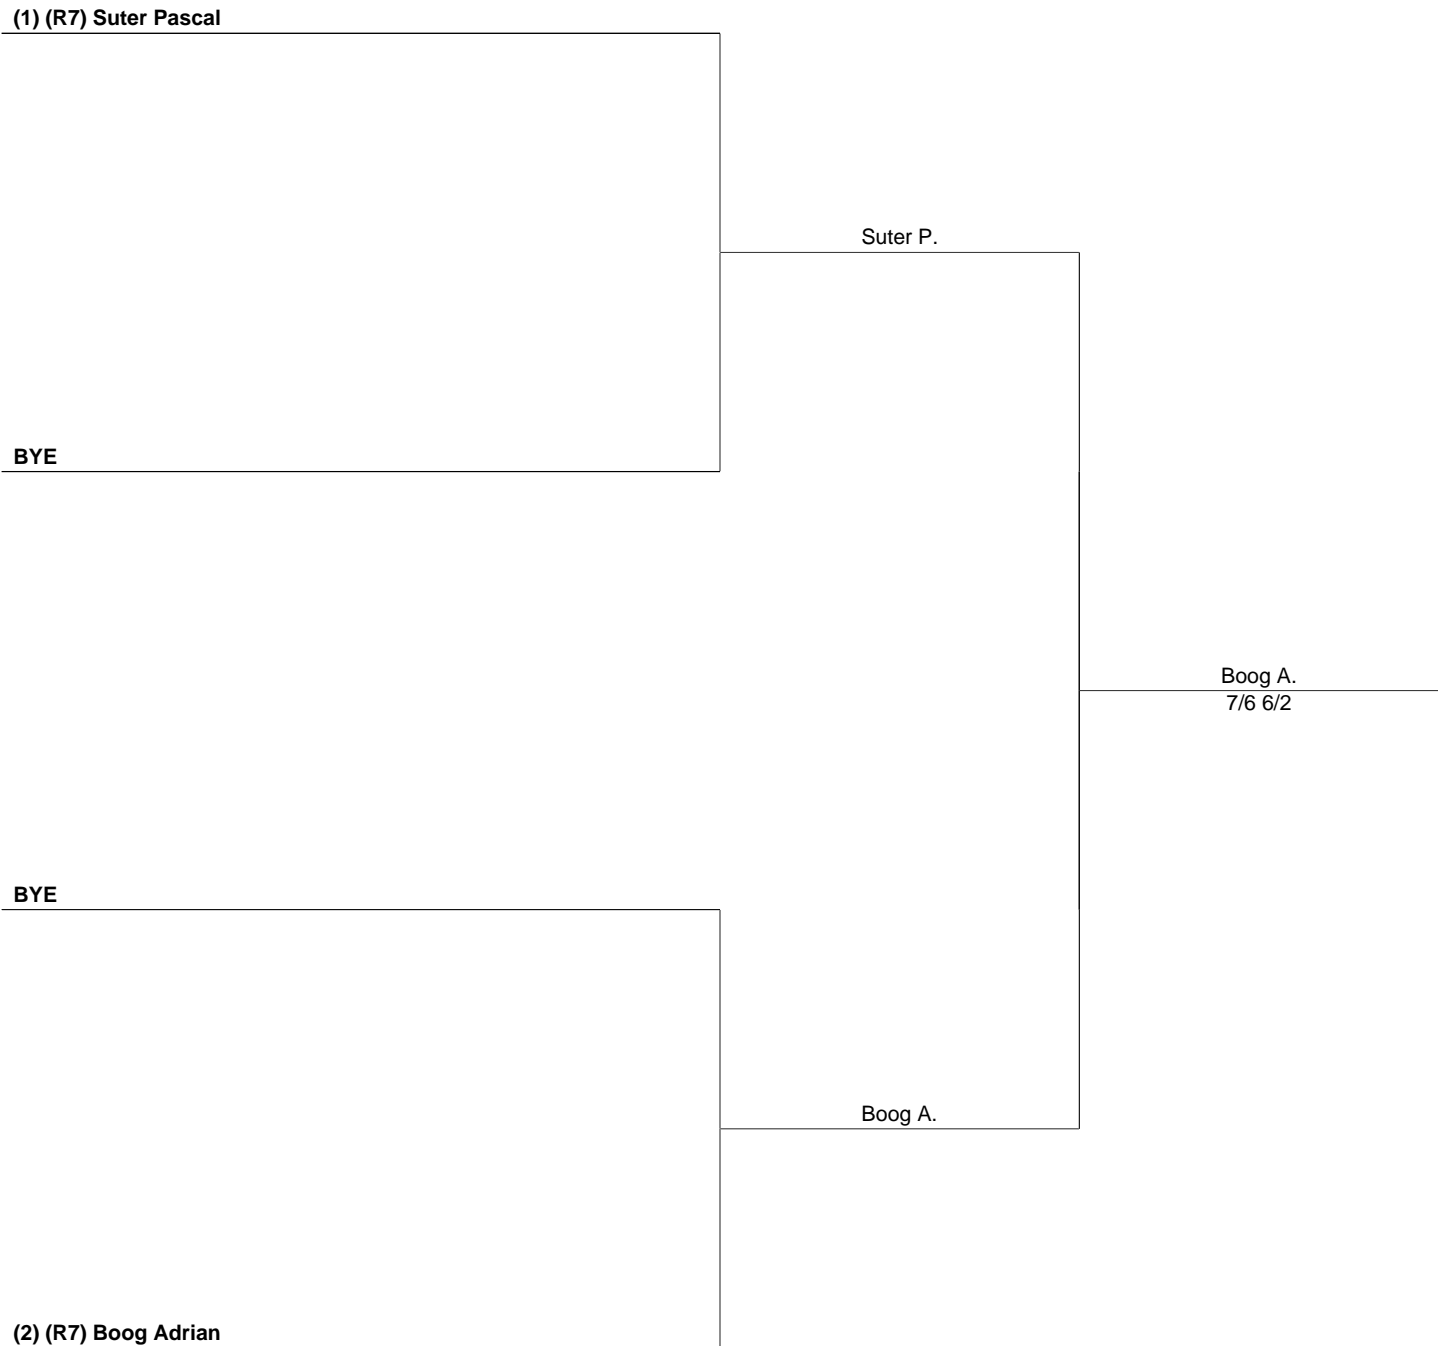 (1) (R7) Suter Pascal
Suter P.
BYE
Boog A.
7/6 6/2
BYE
Boog A.
(2) (R7) Boog Adrian